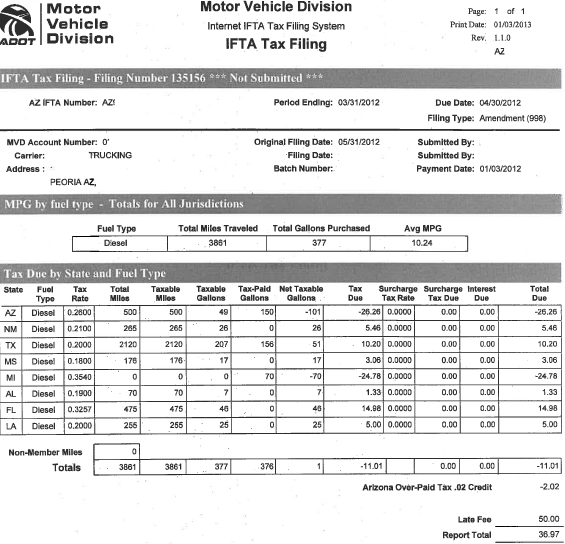 ADOT
Motor
Vehicle
Division
Motor Vehicle Division
Internet IFTA Tax Filing System
IFTA Tax Filing
Page: 1 of 1
Print Date: 01/03/2013
Rev. 1.1.0
AZ
IFTA Tax Filing - Filing Number 135156 *** Not Submitted ***
AZ IFTA Number: AZ
Period Ending: 03/31/2012
Due Date: 04/30/2012
Filing Type: Amendment (998)
MVD Account Number: 0
Original Filing Date: 05/31/2012
Submitted By:
Carrier: TRUCKING
Filing Date:
Submitted By:
Address :
Batch Number:
Payment Date: 01/03/2012
PEORIA AZ,
MPG by fuel type - Totals for All Jurisdictions
Fuel Type Total Miles Traveled Total Gallons Purchased Avg MPG
Diesel 3861 377 10.24
Tax Due by State and Fuel Type
State Fuel Type Tax Rate Total Miles Taxable Miles Taxable Gallons Tax-Paid Gallons Net Taxable Gallons Tax Due Surcharge Tax Rate Surcharge Tax Due Interest Due Total Due
AZ Diesel 0.2600 500 500 49 150 -101 -26.26 0.0000 0.00 0.00 -26.26
NM Diesel 0.2100 265 265 26 0 26 5.46 0.0000 0.00 0.00 5.46
TX Diesel 0.2000 2120 2120 207 156 51 10.20 0.0000 0.00 0.00 10.20
MS Diesel 0.1800 176 176 17 0 17 3.06 0.0000 0.00 0.00 3.06
MI Diesel 0.3540 0 0 0 70 -70 -24.78 0.0000 0.00 0.00 -24.78
AL Diesel 0.1900 70 70 7 0 7 1.33 0.0000 0.00 0.00 1.33
FL Diesel 0.3257 475 475 46 0 46 14.98 0.0000 0.00 0.00 14.98
LA Diesel 0.2000 255 255 25 0 25 5.00 0.0000 0.00 0.00 5.00
Non-Member Miles 0
Totals 3861 3861 377 376 1 -11.01 0.00 0.00 -11.01
Arizona Over-Paid Tax .02 Credit -2.02
Late Fee 50.00
Report Total 36.97